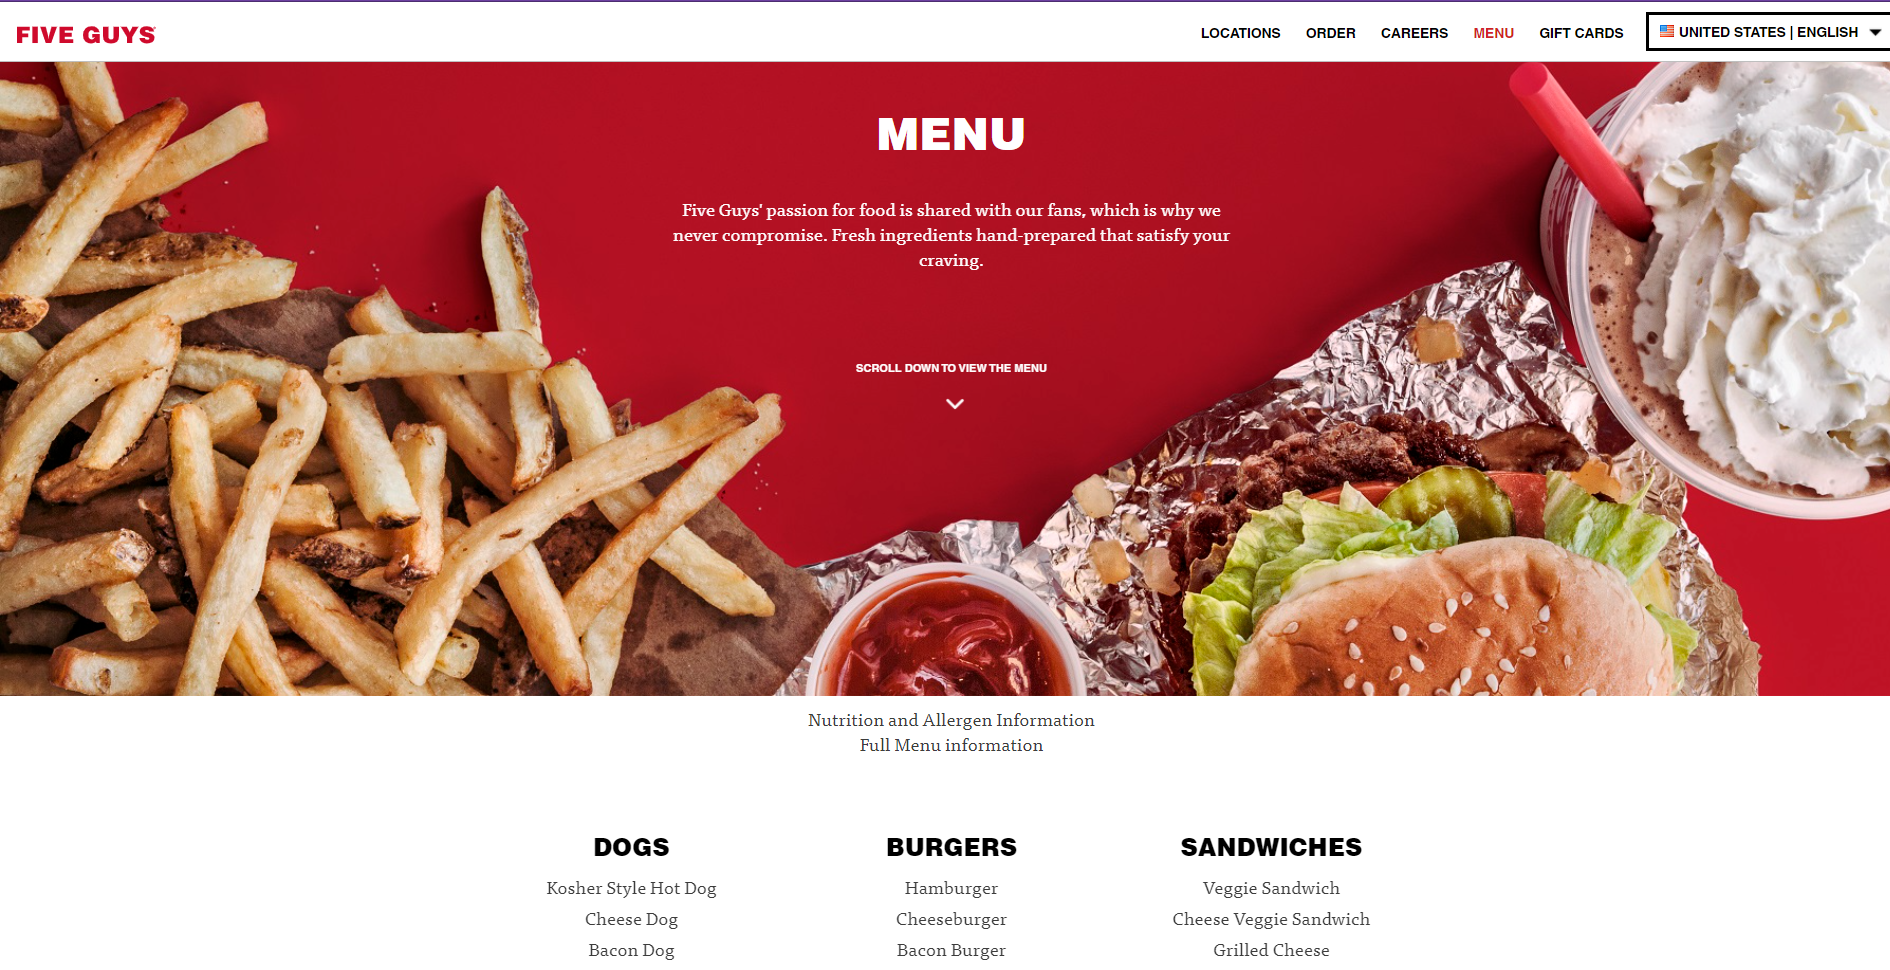 FIVE GUYS
LOCATIONS
ORDER
CAREERS
MENU
GIFT CARDS
UNITED STATES | ENGLISH
MENU
Five Guys' passion for food is shared with our fans, which is why we
never compromise. Fresh ingredients hand-prepared that satisfy your
craving.
SCROLL DOWN TO VIEW THE MENU
Nutrition and Allergen Information
Full Menu information
DOGS
Kosher Style Hot Dog
Cheese Dog
Bacon Dog
BURGERS
Hamburger
Cheeseburger
Bacon Burger
SANDWICHES
Veggie Sandwich
Cheese Veggie Sandwich
Grilled Cheese